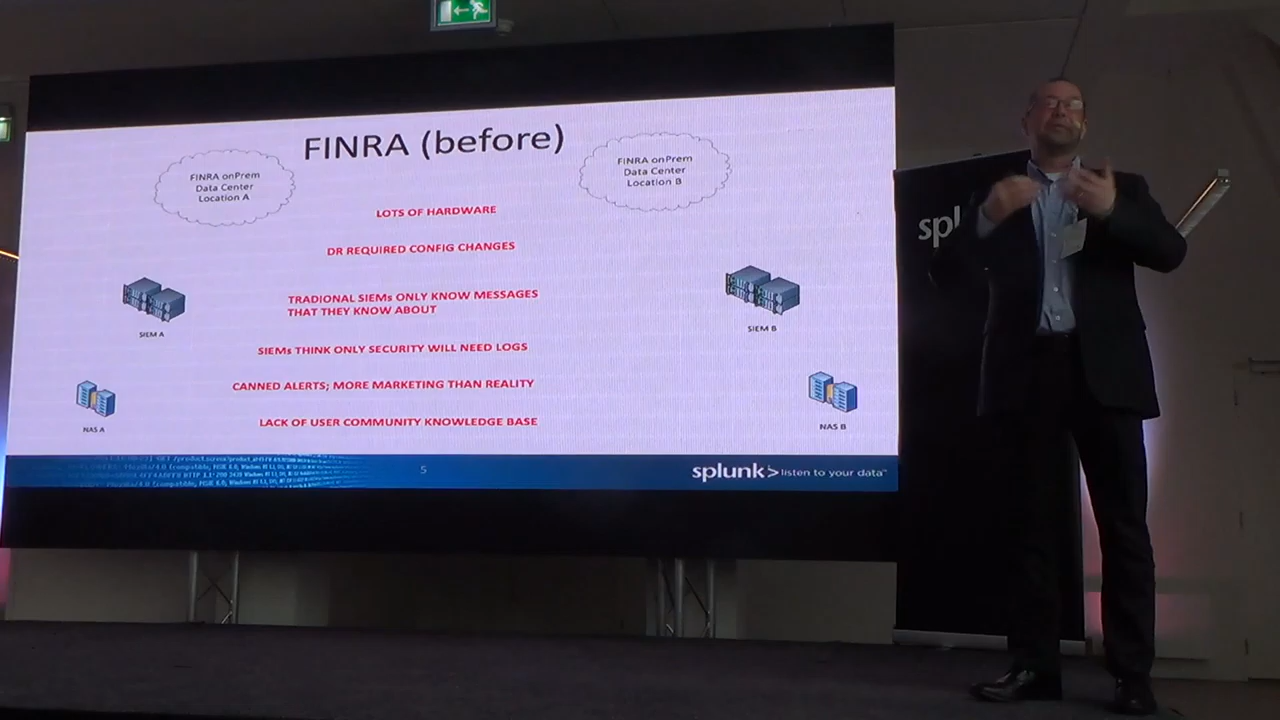 FINRA (before)
FINRA onPrem
Data Center
Location A
FINRA onPrem
Data Center
Location B
LOTS OF HARDWARE
DR REQUIRED CONFIG CHANGES
TRADIONAL SIEMs ONLY KNOW MESSAGES
THAT THEY KNOW ABOUT
SIEM A
SIEM B
SIEMs THINK ONLY SECURITY WILL NEED LOGS
CANNED ALERTS; MORE MARKETING THAN REALITY
NAS A
NAS B
LACK OF USER COMMUNITY KNOWLEDGE BASE
5
splunk> listen to your data™
spl